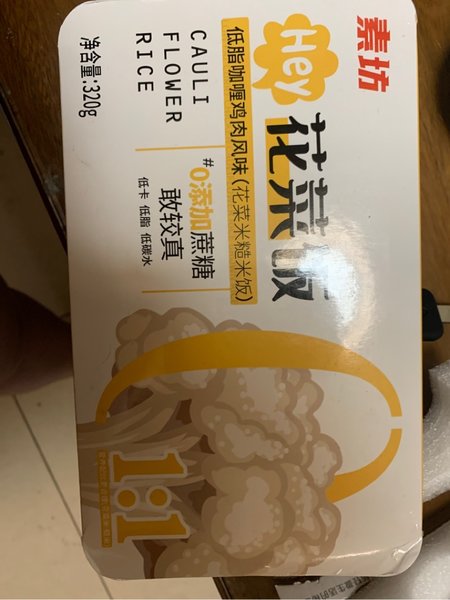 素坊
Hey
花菜饭
低脂咖喱鸡肉风味(花菜米糙米饭)
CAULI
FLOWER
RICE
净含量:320g
#0添加蔗糖
敢较真
低卡 低脂 低碳水
1:1